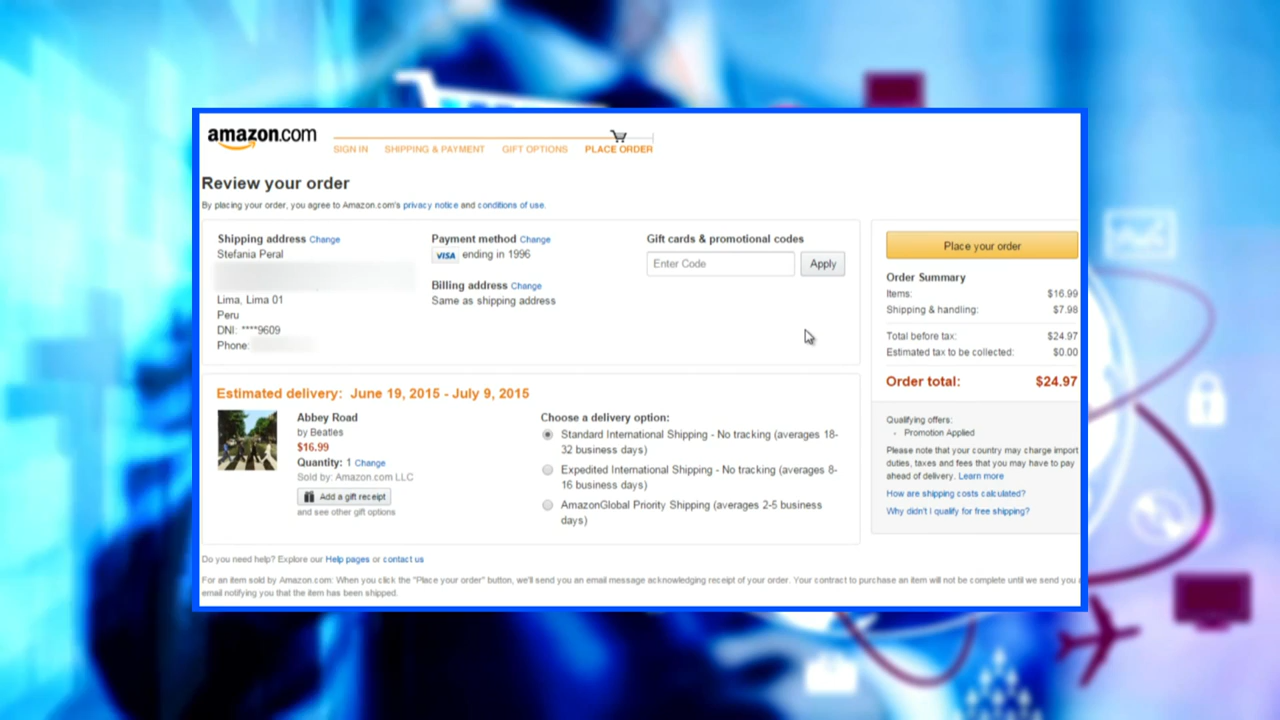 amazon.com
SIGN IN SHIPPING & PAYMENT GIFT OPTIONS PLACE ORDER
Review your order
By placing your order, you agree to Amazon.com's privacy notice and conditions of use.
Shipping address Change
Stefania Peral
Lima, Lima 01
Peru
DNI: ****9609
Phone:
Payment method Change
VISA ending in 1996
Billing address Change
Same as shipping address
Gift cards & promotional codes
Enter Code Apply
Place your order
Order Summary
Items: $16.99
Shipping & handling: $7.98
Total before tax: $24.97
Estimated tax to be collected: $0.00
Order total: $24.97
Qualifying offers:
- Promotion Applied
Please note that your country may charge import
duties, taxes and fees that you may have to pay
ahead of delivery. Learn more
How are shipping costs calculated?
Why didn't I qualify for free shipping?
Estimated delivery: June 19, 2015 - July 9, 2015
Abbey Road
by Beatles
$16.99
Quantity: 1 Change
Sold by: Amazon.com LLC
Add a gift receipt
and see other gift options
Choose a delivery option:
Standard International Shipping - No tracking (averages 18-
32 business days)
Expedited International Shipping - No tracking (averages 8-
16 business days)
AmazonGlobal Priority Shipping (averages 2-5 business
days)
Do you need help? Explore our Help pages or contact us
For an item sold by Amazon.com: When you click the "Place your order" button, we'll send you an email message acknowledging receipt of your order. Your contract to purchase an item will not be complete until we send you
email notifying you that the item has been shipped.